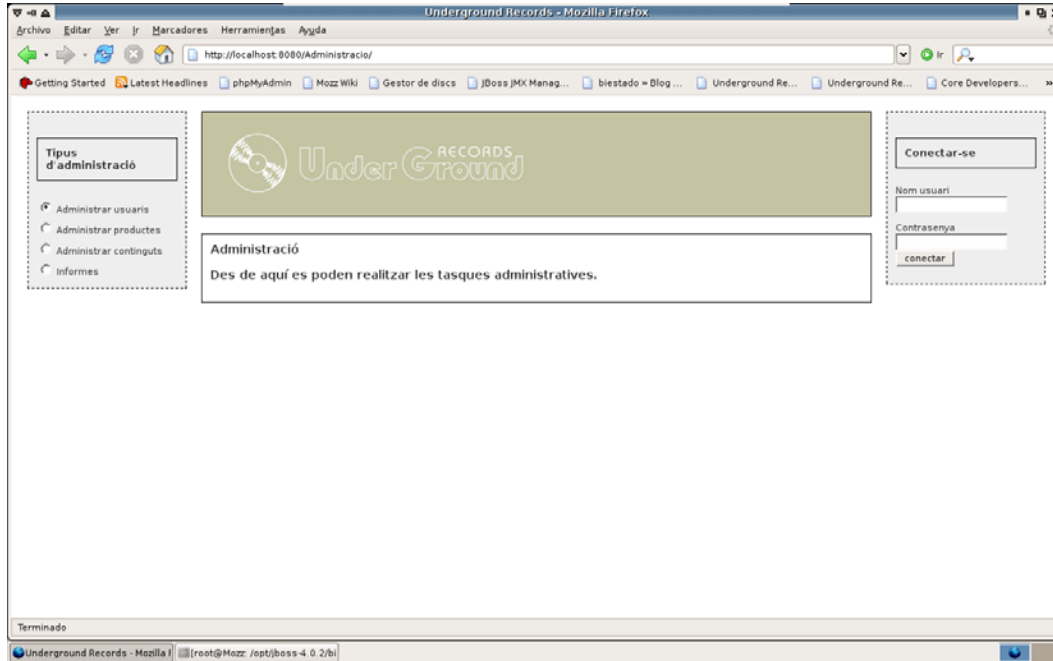 Underground Records - Mozilla Firefox
Archivo Editar Ver Ir Marcadores Herramientas Ayuda
http://localhost:8080/Administracio/
Ir
Getting Started Latest Headlines phpMyAdmin Mozz Wiki Gestor de discs JBoss JMX Manag... biestado » Blog ... Underground Re... Underground Re... Core Developers... »
Tipus
d'administració
Administrar usuaris
Administrar productes
Administrar continguts
Informes
UnderGround RECORDS
Administració
Des de aquí es poden realitzar les tasques administratives.
Conectar-se
Nom usuari
Contrasenya
conectar
Terminado
Underground Records - Mozilla F [root@Mozz: /opt/jboss-4.0.2/bi